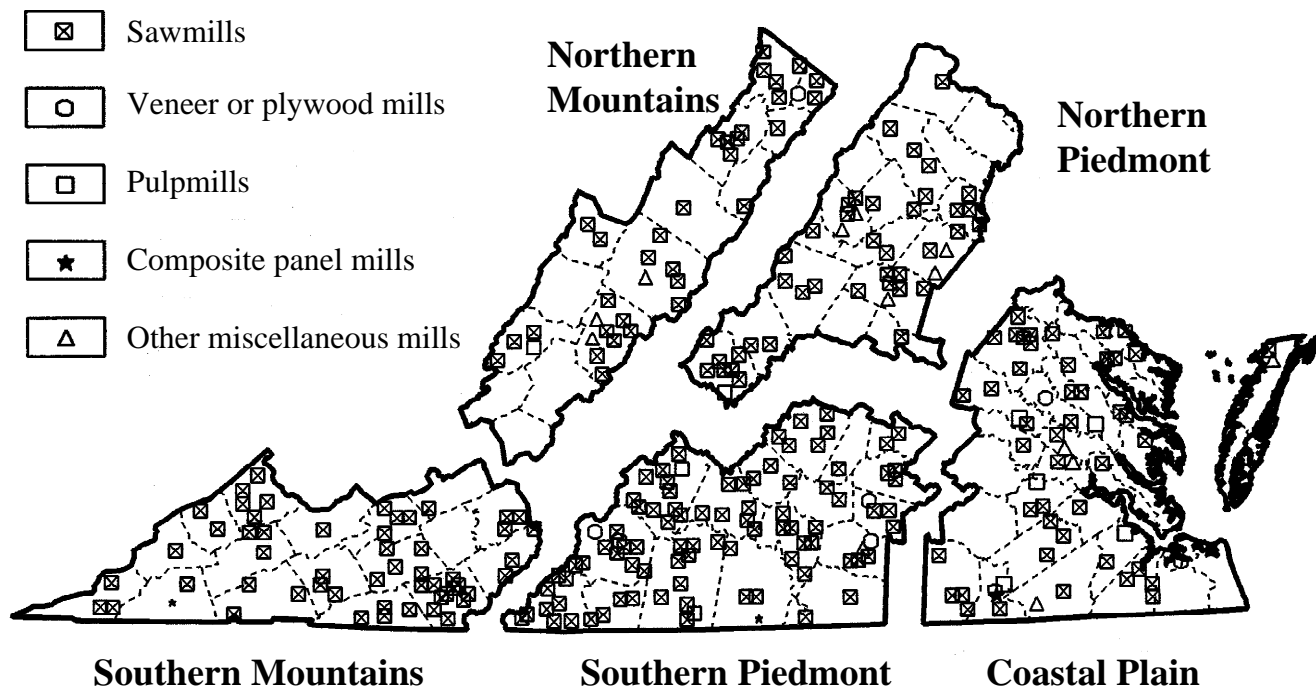 Sawmills
Veneer or plywood mills
Pulpmills
Composite panel mills
Other miscellaneous mills
Northern
Mountains
Northern
Piedmont
Southern Mountains
Southern Piedmont
Coastal Plain